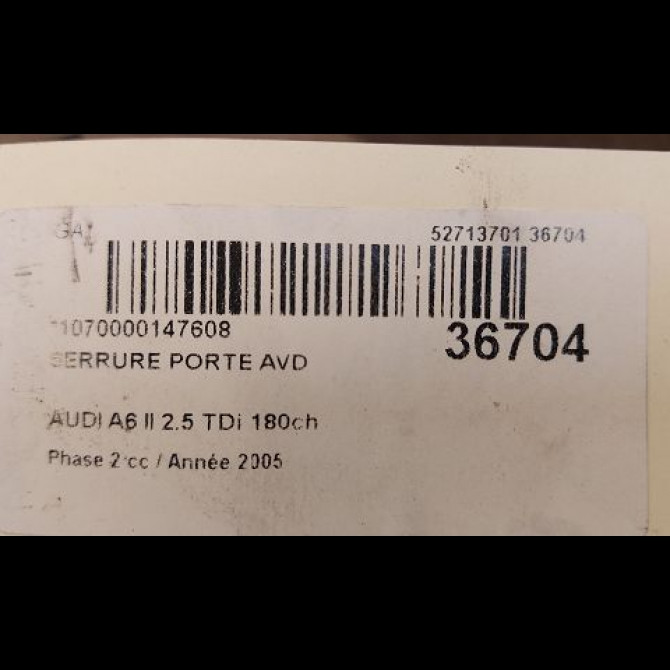 GA
52713701 36704
*1070000147608
36704
SERRURE PORTE AVD
AUDI A6 II 2.5 TDi 180ch
Phase 2 cc / Année 2005